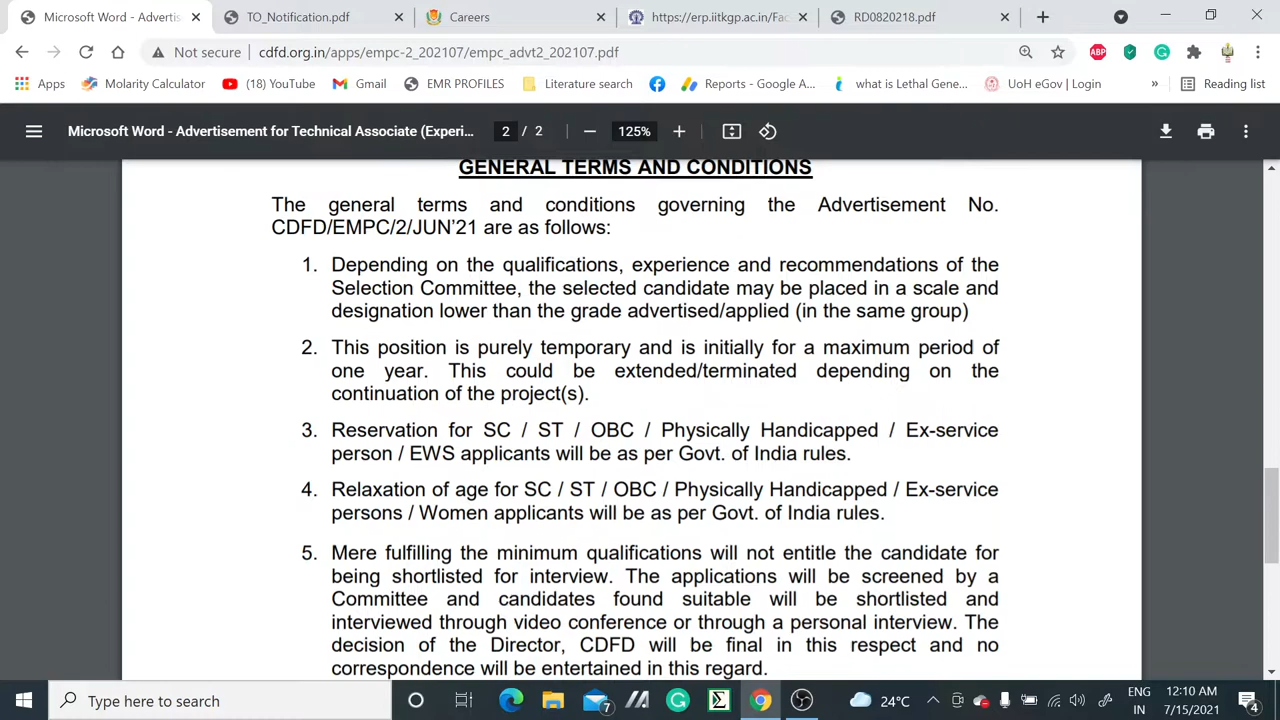 Microsoft Word - Advertis
TO_Notification.pdf
Careers
https://erp.iitkgp.ac.in/Fac
RD0820218.pdf
Not secure
cdfd.org.in/apps/empc-2_202107/empc_advt2_202107.pdf
Apps
Molarity Calculator
(18) YouTube
Gmail
EMR PROFILES
Literature search
Reports - Google A...
what is Lethal Gene...
UoH eGov | Login
»
Reading list
Microsoft Word - Advertisement for Technical Associate (Experi...
2 / 2
125%
GENERAL TERMS AND CONDITIONS
The general terms and conditions governing the Advertisement No.
CDFD/EMPC/2/JUN’21 are as follows:
1. Depending on the qualifications, experience and recommendations of the
Selection Committee, the selected candidate may be placed in a scale and
designation lower than the grade advertised/applied (in the same group)
2. This position is purely temporary and is initially for a maximum period of
one year. This could be extended/terminated depending on the
continuation of the project(s).
3. Reservation for SC / ST / OBC / Physically Handicapped / Ex-service
person / EWS applicants will be as per Govt. of India rules.
4. Relaxation of age for SC / ST / OBC / Physically Handicapped / Ex-service
persons / Women applicants will be as per Govt. of India rules.
5. Mere fulfilling the minimum qualifications will not entitle the candidate for
being shortlisted for interview. The applications will be screened by a
Committee and candidates found suitable will be shortlisted and
interviewed through video conference or through a personal interview. The
decision of the Director, CDFD will be final in this respect and no
correspondence will be entertained in this regard.
Type here to search
7
24°C
ENG
IN
12:10 AM
7/15/2021
4
ABP